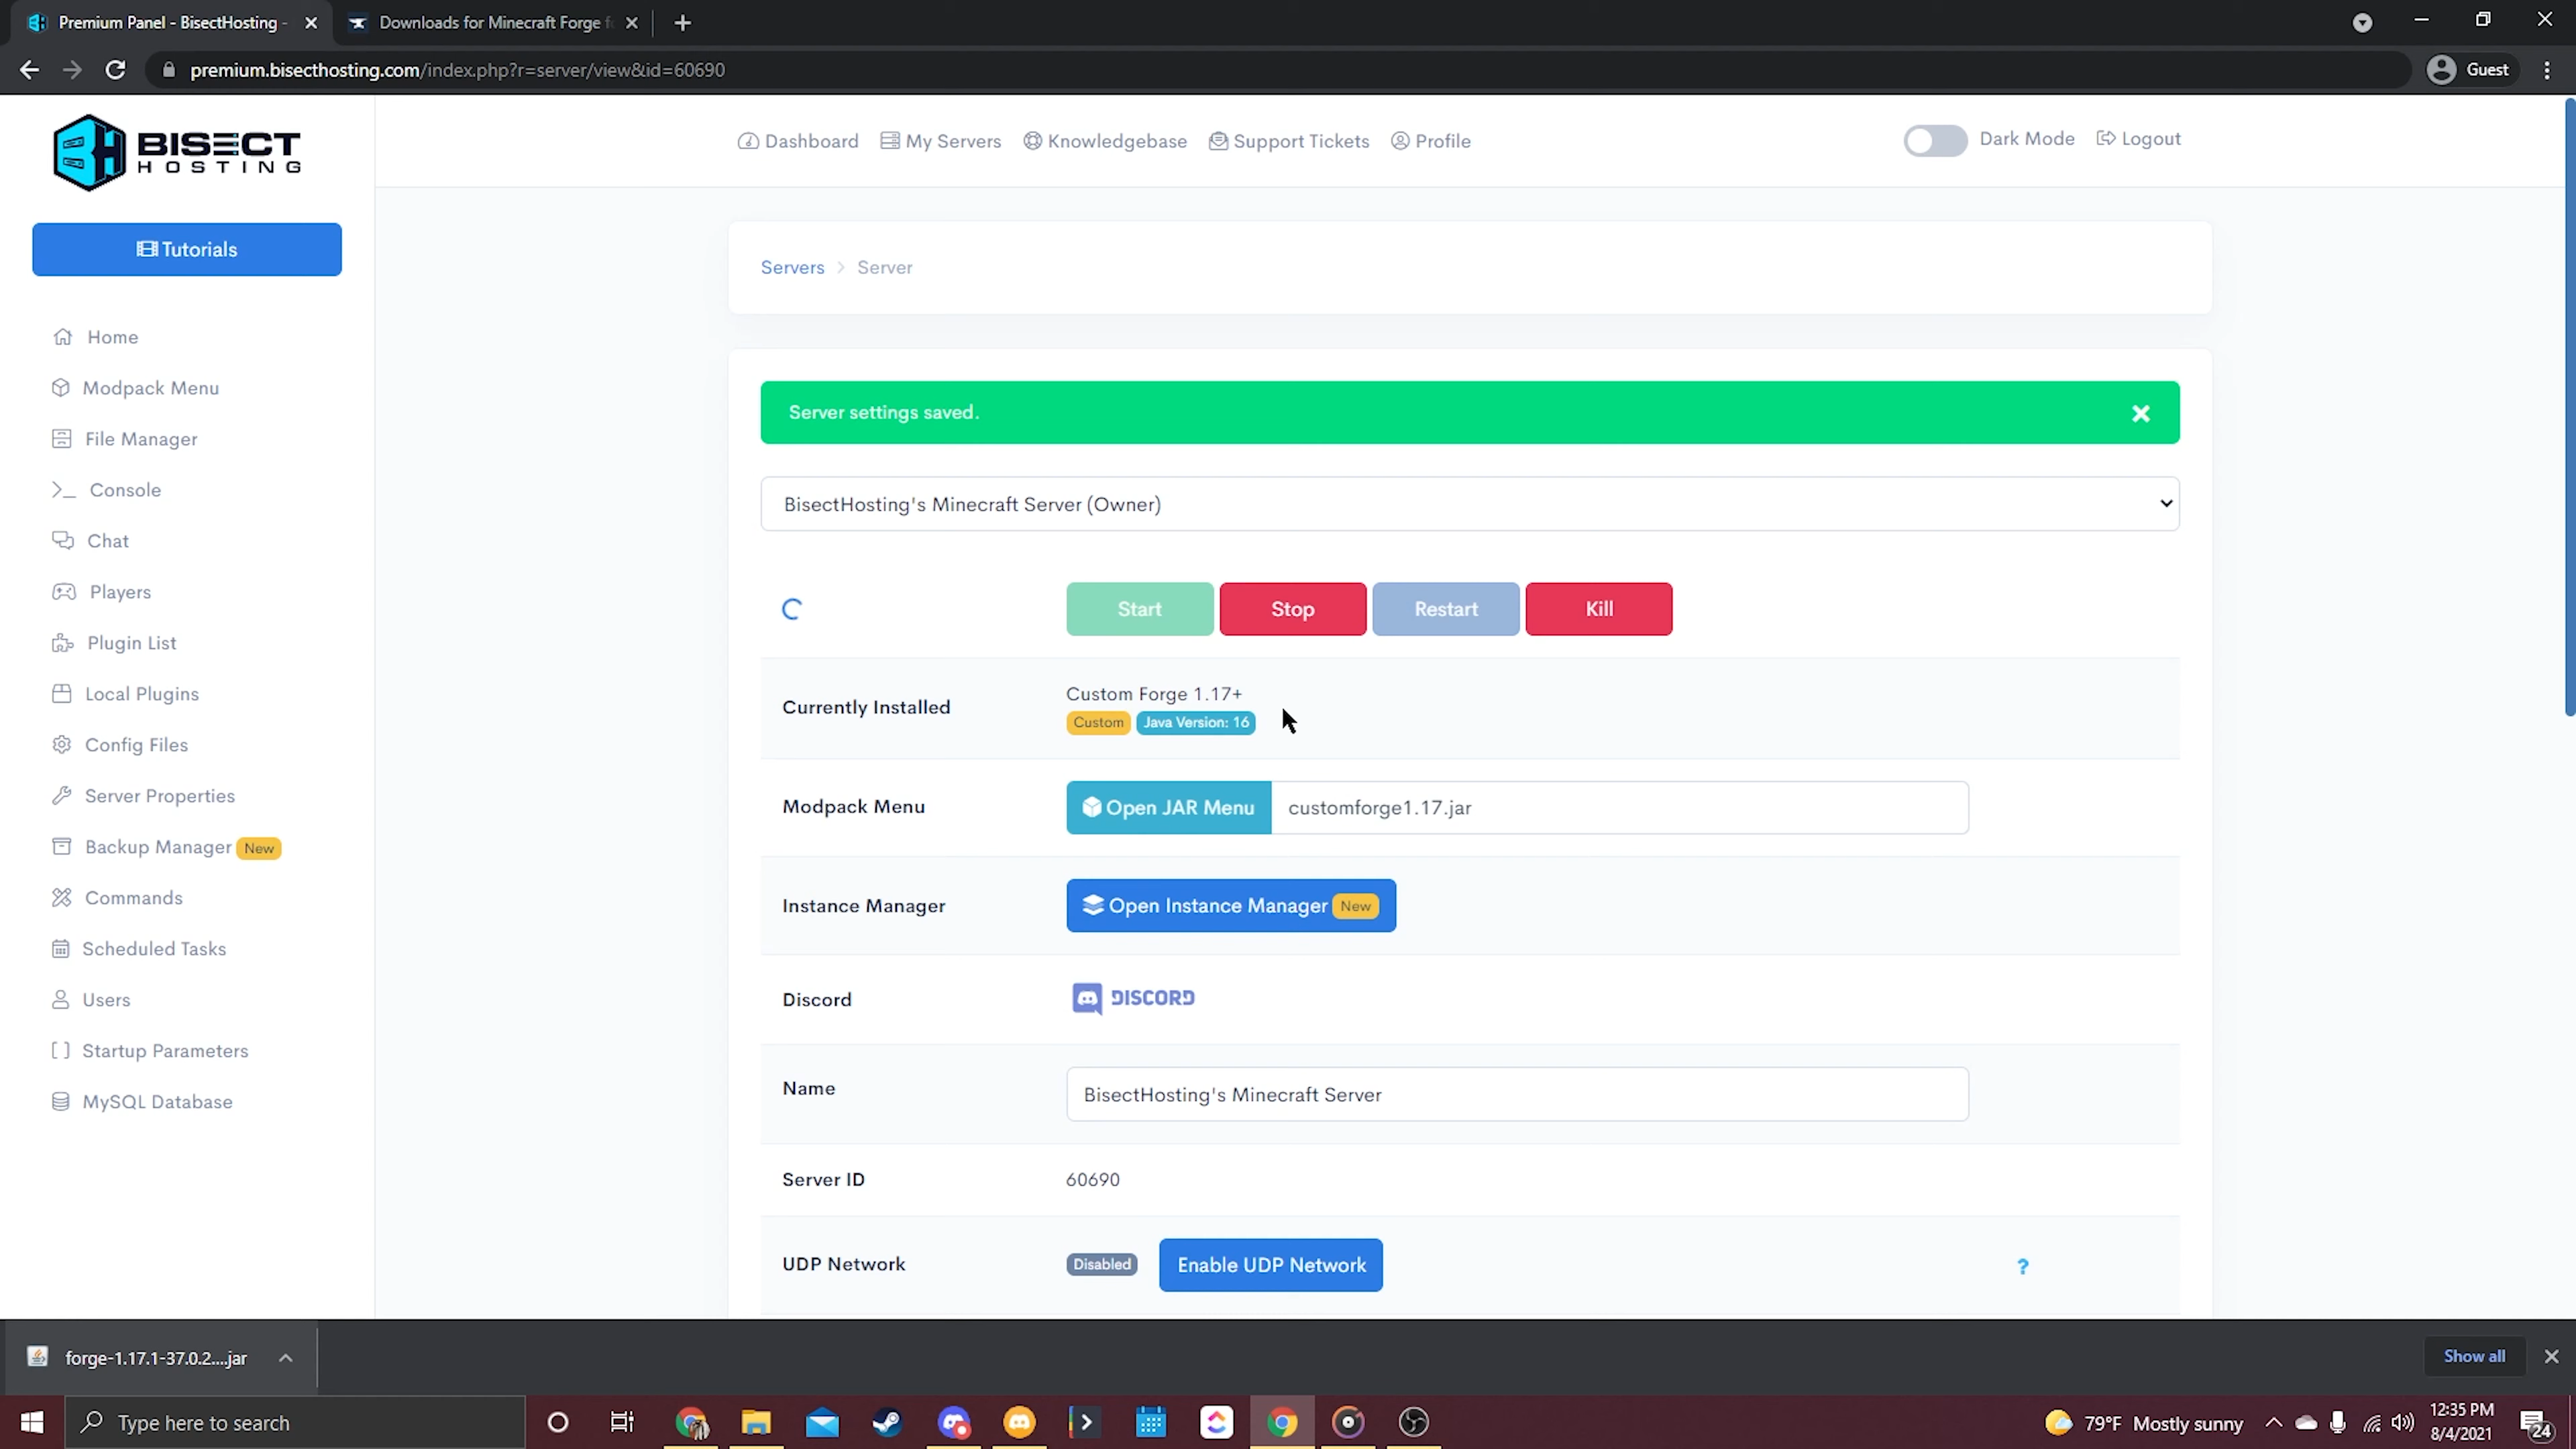 Premium Panel - BisectHosting -
Downloads for Minecraft Forge f
premium.bisecthosting.com/index.php?r=server/view&id=60690
Guest
BISECT
HOSTING
Dashboard
My Servers
Knowledgebase
Support Tickets
Profile
Dark Mode
Logout
Tutorials
Home
Modpack Menu
File Manager
Console
Chat
Players
Plugin List
Local Plugins
Config Files
Server Properties
Backup Manager New
Commands
Scheduled Tasks
Users
Startup Parameters
MySQL Database
Servers > Server
Server settings saved.
BisectHosting's Minecraft Server (Owner)
Start
Stop
Restart
Kill
Currently Installed
Custom Forge 1.17+
Custom
Java Version: 16
Modpack Menu
Open JAR Menu
customforge1.17.jar
Instance Manager
Open Instance Manager New
Discord
DISCORD
Name
BisectHosting's Minecraft Server
Server ID
60690
UDP Network
Disabled
Enable UDP Network
?
forge-1.17.1-37.0.2....jar
Show all
Type here to search
79°F Mostly sunny
12:35 PM
8/4/2021
24